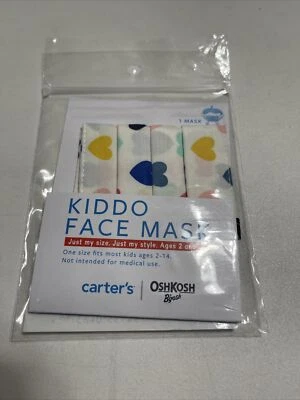 1 MASK
KIDDO
FACE MASK
Just my size. Just my style. Ages 2 and
One size fits most kids ages 2-14.
Not intended for medical use.
carter's
OSHKOSH
B'gosh